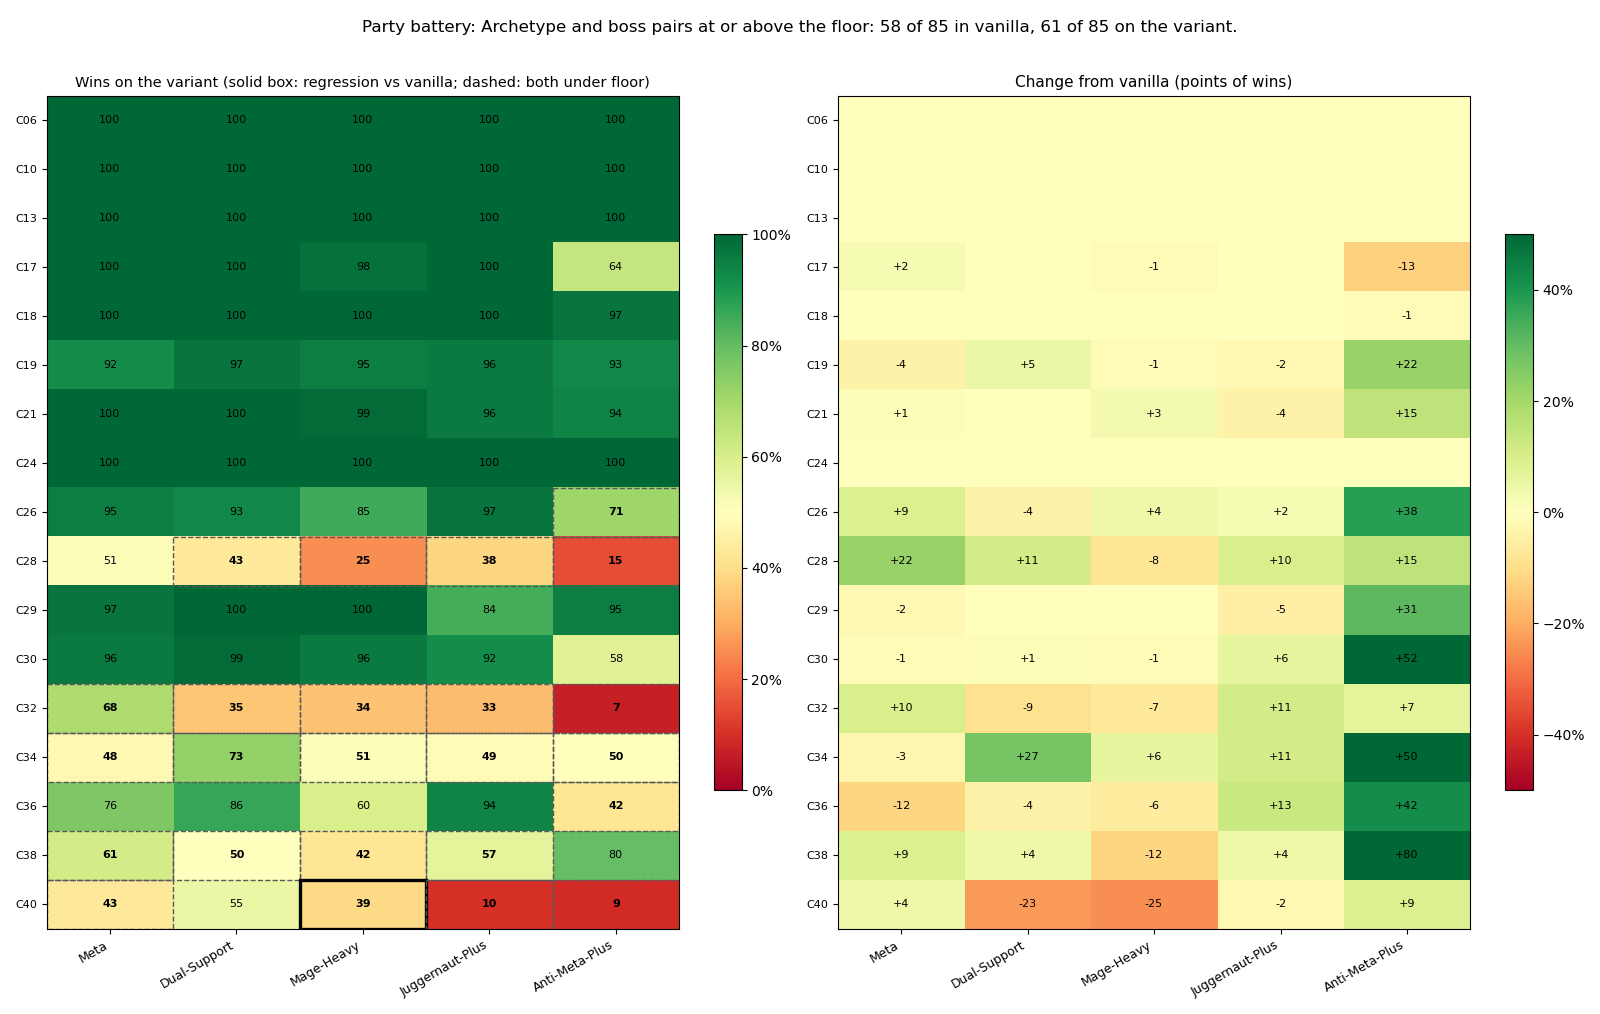 Party battery: Archetype and boss pairs at or above the floor: 58 of 85 in vanilla, 61 of 85 on the variant.
Wins on the variant (solid box: regression vs vanilla; dashed: both under floor)
C06 100 100 100 100 100
C10 100 100 100 100 100
C13 100 100 100 100 100
C17 100 100 98 100 64
C18 100 100 100 100 97
C19 92 97 95 96 93
C21 100 100 99 96 94
C24 100 100 100 100 100
C26 95 93 85 97 71
C28 51 43 25 38 15
C29 97 100 100 84 95
C30 96 99 96 92 58
C32 68 35 34 33 7
C34 48 73 51 49 50
C36 76 86 60 94 42
C38 61 50 42 57 80
C40 43 55 39 10 9
Meta Dual-Support Mage-Heavy Juggernaut-Plus Anti-Meta-Plus
100%
80%
60%
40%
20%
0%
Change from vanilla (points of wins)
C06
C10
C13
C17 +2 -1 -13
C18 -1
C19 -4 +5 -1 -2 +22
C21 +1 +3 -4 +15
C24
C26 +9 -4 +4 +2 +38
C28 +22 +11 -8 +10 +15
C29 -2 -5 +31
C30 -1 +1 -1 +6 +52
C32 +10 -9 -7 +11 +7
C34 -3 +27 +6 +11 +50
C36 -12 -4 -6 +13 +42
C38 +9 +4 -12 +4 +80
C40 +4 -23 -25 -2 +9
Meta Dual-Support Mage-Heavy Juggernaut-Plus Anti-Meta-Plus
40%
20%
0%
−20%
−40%